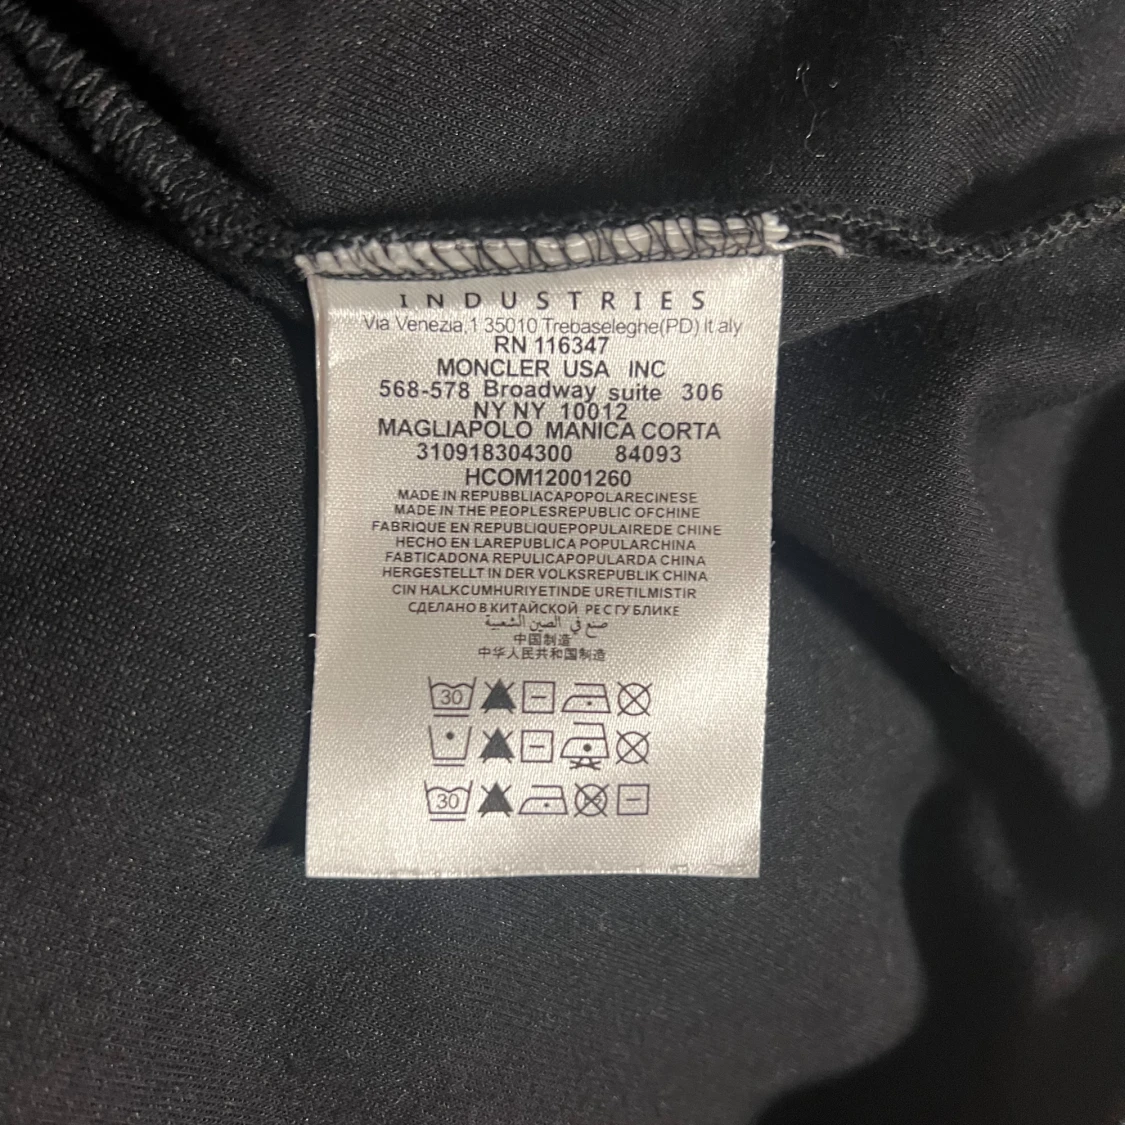 INDUSTRIES
Via Venezia,1 35010 Trebaseleghe(PD) It aly
RN 116347
MONCLER USA INC
568-578 Broadway suite 306
NY NY 10012
MAGLIAPOLO MANICA CORTA
310918304300 84093
HCOM12001260
MADE IN REPUBBLIACAPOPOLARECINESE
MADE IN THE PEOPLESREPUBLIC OFCHINE
FABRIQUE EN REPUBLIQUEPOPULAIREDE CHINE
HECHO EN LAREPUBLICA POPULARCHINA
FABTICADONA REPULICAPOPULARDA CHINA
HERGESTELLT IN DER VOLKSREPUBLIK CHINA
CIN HALKCUMHURIYETINDE URETILMISTIR
СДЕЛАНО В КИТАЙСКОЙ РЕСГУБЛИКЕ
صنع في الصين الشعبية
中国制造
中华人民共和国制造
30
30